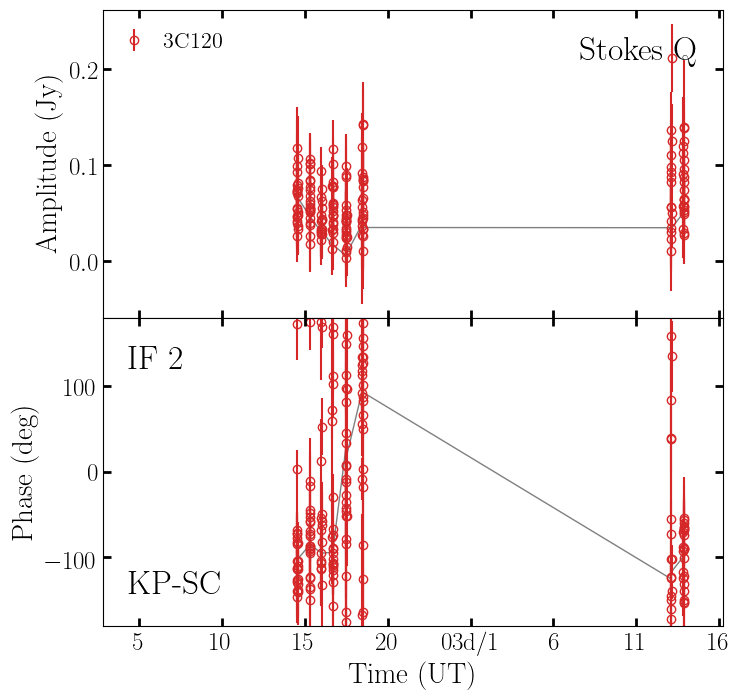 3C120
Stokes Q
Amplitude (Jy)
0.2
0.1
0.0
IF 2
KP-SC
Phase (deg)
100
0
−100
5 10 15 20 03d/1 6 11 16
Time (UT)